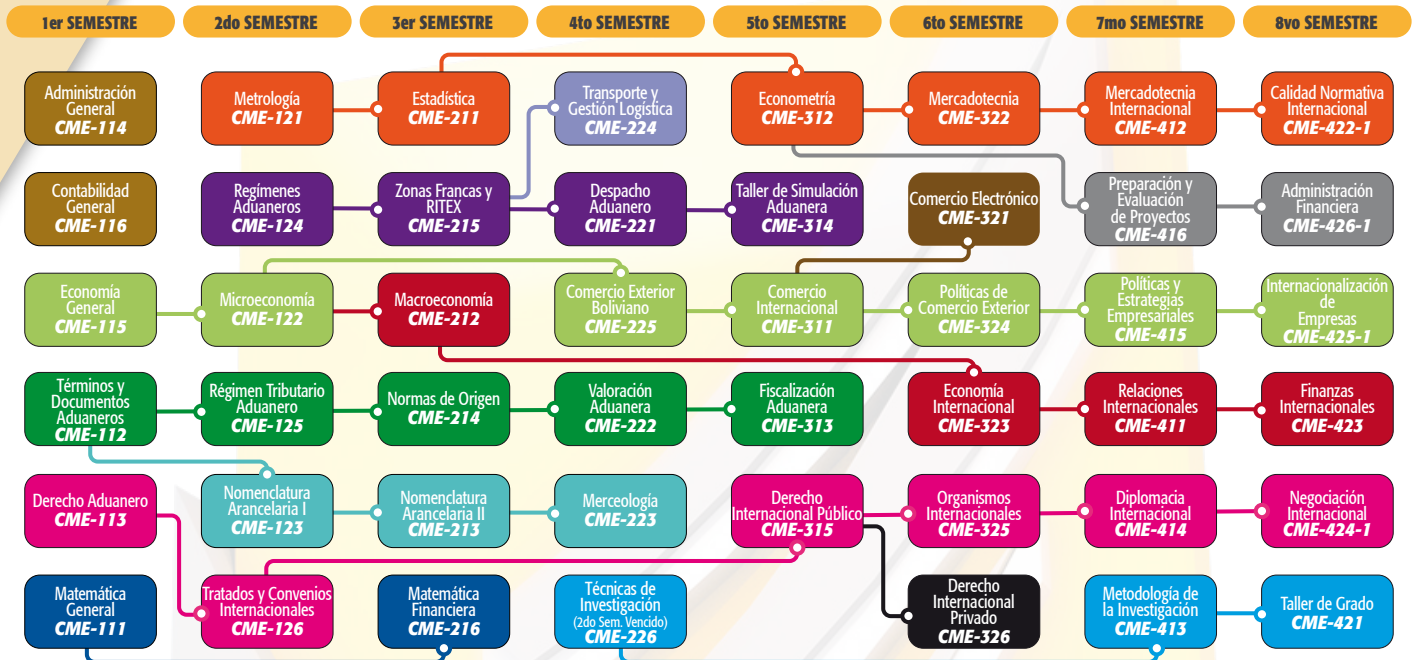 1er SEMESTRE
2do SEMESTRE
3er SEMESTRE
4to SEMESTRE
5to SEMESTRE
6to SEMESTRE
7mo SEMESTRE
8vo SEMESTRE
Administración
General
CME-114
Metrología
CME-121
Estadística
CME-211
Transporte y
Gestión Logística
CME-224
Econometría
CME-312
Mercadotecnia
CME-322
Mercadotecnia
Internacional
CME-412
Calidad Normativa
Internacional
CME-422-1
Contabilidad
General
CME-116
Regímenes
Aduaneros
CME-124
Zonas Francas y
RITEX
CME-215
Despacho
Aduanero
CME-221
Taller de Simulación
Aduanera
CME-314
Comercio Electrónico
CME-321
Preparación y
Evaluación
de Proyectos
CME-416
Administración
Financiera
CME-426-1
Economía
General
CME-115
Microeconomía
CME-122
Macroeconomía
CME-212
Comercio Exterior
Boliviano
CME-225
Comercio
Internacional
CME-311
Políticas de
Comercio Exterior
CME-324
Políticas y
Estrategias
Empresariales
CME-415
Internacionalización
de
Empresas
CME-425-1
Términos y
Documentos
Aduaneros
CME-112
Régimen Tributario
Aduanero
CME-125
Normas de Origen
CME-214
Valoración
Aduanera
CME-222
Fiscalización
Aduanera
CME-313
Economía
Internacional
CME-323
Relaciones
Internacionales
CME-411
Finanzas
Internacionales
CME-423
Derecho Aduanero
CME-113
Nomenclatura
Arancelaria I
CME-123
Nomenclatura
Arancelaria II
CME-213
Merceología
CME-223
Derecho
Internacional Público
CME-315
Organismos
Internacionales
CME-325
Diplomacia
Internacional
CME-414
Negociación
Internacional
CME-424-1
Matemática
General
CME-111
Tratados y Convenios
Internacionales
CME-126
Matemática
Financiera
CME-216
Técnicas de
Investigación
(2do Sem. Vencido)
CME-226
Derecho
Internacional
Privado
CME-326
Metodología de
la Investigación
CME-413
Taller de Grado
CME-421